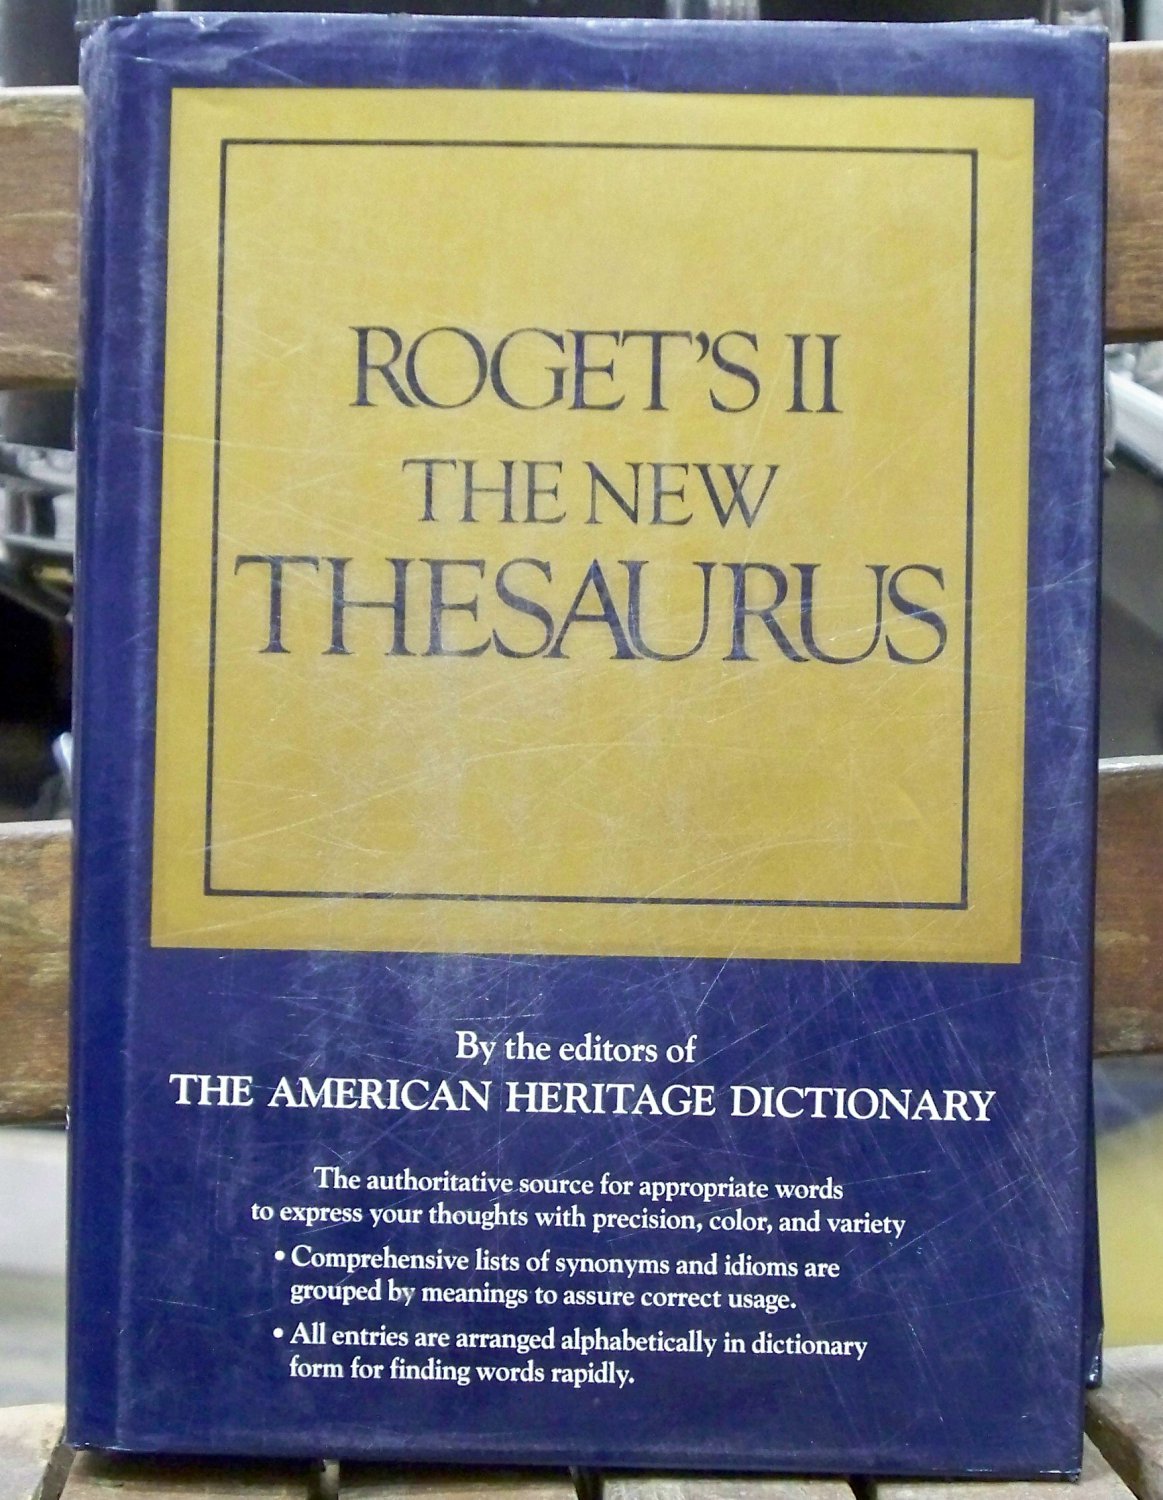 ROGET'S II
THE NEW
THESAURUS
By the editors of
THE AMERICAN HERITAGE DICTIONARY
The authoritative source for appropriate words
to express your thoughts with precision, color, and variety
• Comprehensive lists of synonyms and idioms are
grouped by meanings to assure correct usage.
• All entries are arranged alphabetically in dictionary
form for finding words rapidly.